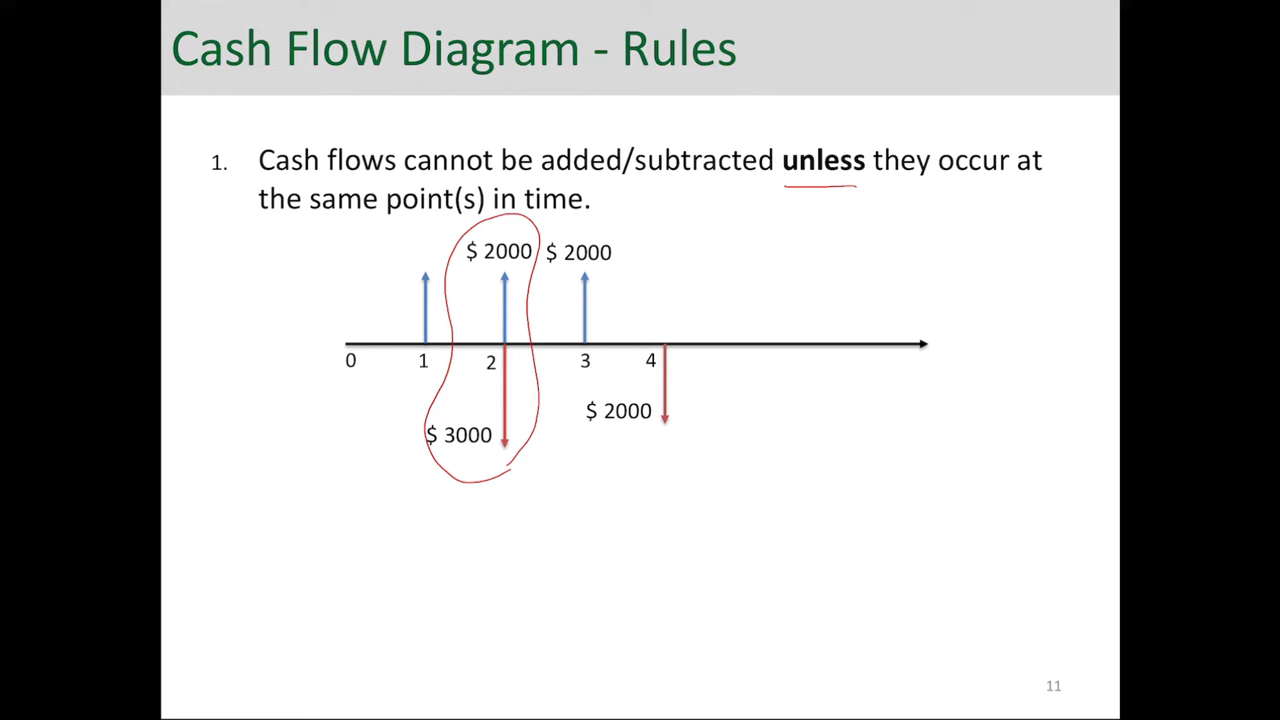 Cash Flow Diagram - Rules
1. Cash flows cannot be added/subtracted unless they occur at
the same point(s) in time.
$ 2000 $ 2000
0 1 2 3 4
$ 2000
$ 3000
11